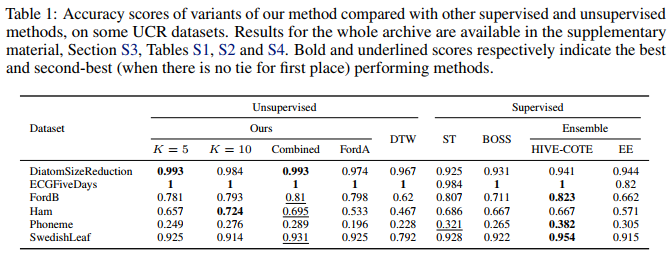 Table 1: Accuracy scores of variants of our method compared with other supervised and unsupervised
methods, on some UCR datasets. Results for the whole archive are available in the supplementary
material, Section S3, Tables S1, S2 and S4. Bold and underlined scores respectively indicate the best
and second-best (when there is no tie for first place) performing methods.
Unsupervised Supervised
Dataset Ours DTW ST BOSS Ensemble
K = 5 K = 10 Combined FordA HIVE-COTE EE
DiatomSizeReduction 0.993 0.984 0.993 0.974 0.967 0.925 0.931 0.941 0.944
ECGFiveDays 1 1 1 1 1 0.984 1 1 0.82
FordB 0.781 0.793 0.81 0.798 0.62 0.807 0.711 0.823 0.662
Ham 0.657 0.724 0.695 0.533 0.467 0.686 0.667 0.667 0.571
Phoneme 0.249 0.276 0.289 0.196 0.228 0.321 0.265 0.382 0.305
SwedishLeaf 0.925 0.914 0.931 0.925 0.792 0.928 0.922 0.954 0.915